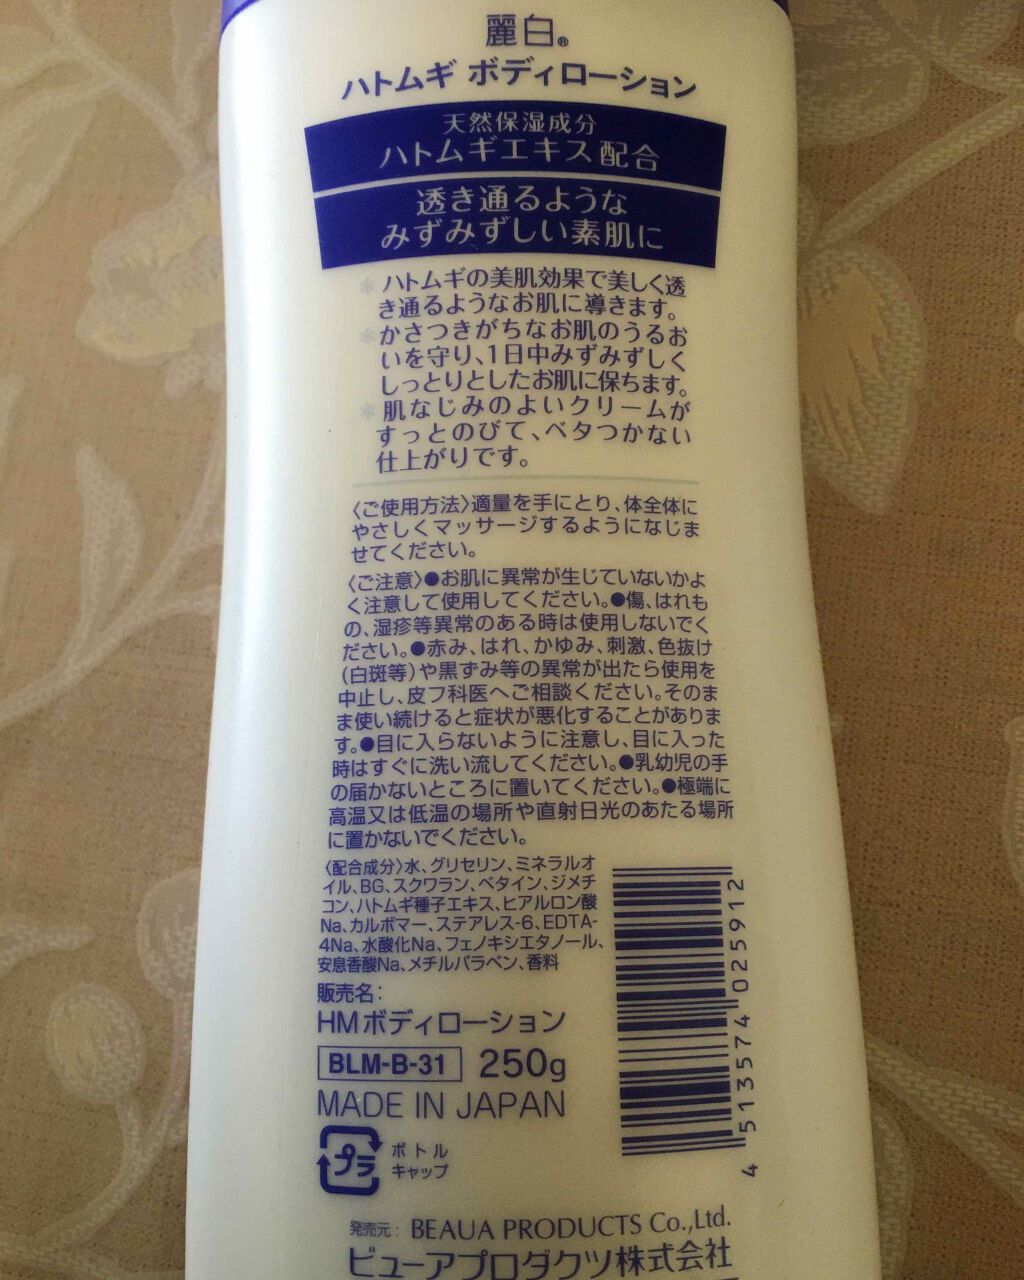 麗白®
ハトムギ ボディローション
天然保湿成分
ハトムギエキス配合
透き通るような
みずみずしい素肌に
* ハトムギの美肌効果で美しく透
き通るようなお肌に導きます。
* かさつきがちなお肌のうるお
いを守り、1日中みずみずしく
しっとりとしたお肌に保ちます。
* 肌なじみのよいクリームが
すっとのびて、ベタつかない
仕上がりです。
〈ご使用方法〉適量を手にとり、体全体に
やさしくマッサージするようになじま
せてください。
〈ご注意〉●お肌に異常が生じていないかよ
く注意して使用してください。●傷、はれも
の、湿疹等異常のある時は使用しないでく
ださい。●赤み、はれ、かゆみ、刺激、色抜け
(白斑等)や黒ずみ等の異常が出たら使用を
中止し、皮フ科医へご相談ください。そのま
ま使い続けると症状が悪化することがありま
す。●目に入らないように注意し、目に入った
時はすぐに洗い流してください。●乳幼児の手
の届かないところに置いてください。●極端に
高温又は低温の場所や直射日光のあたる場所
に置かないでください。
〈配合成分〉水、グリセリン、ミネラルオ
イル、BG、スクワラン、ベタイン、ジメチ
コン、ハトムギ種子エキス、ヒアルロン酸
Na、カルボマー、ステアレス-6、EDTA-
4Na、水酸化Na、フェノキシエタノール、
安息香酸Na、メチルパラベン、香料
販売名：
HMボディローション
BLM-B-31 250g
MADE IN JAPAN
プラ
ボトル
キャップ
4 513574 025912
発売元：BEAUA PRODUCTS Co.,Ltd.
ビューアプロダクツ株式会社